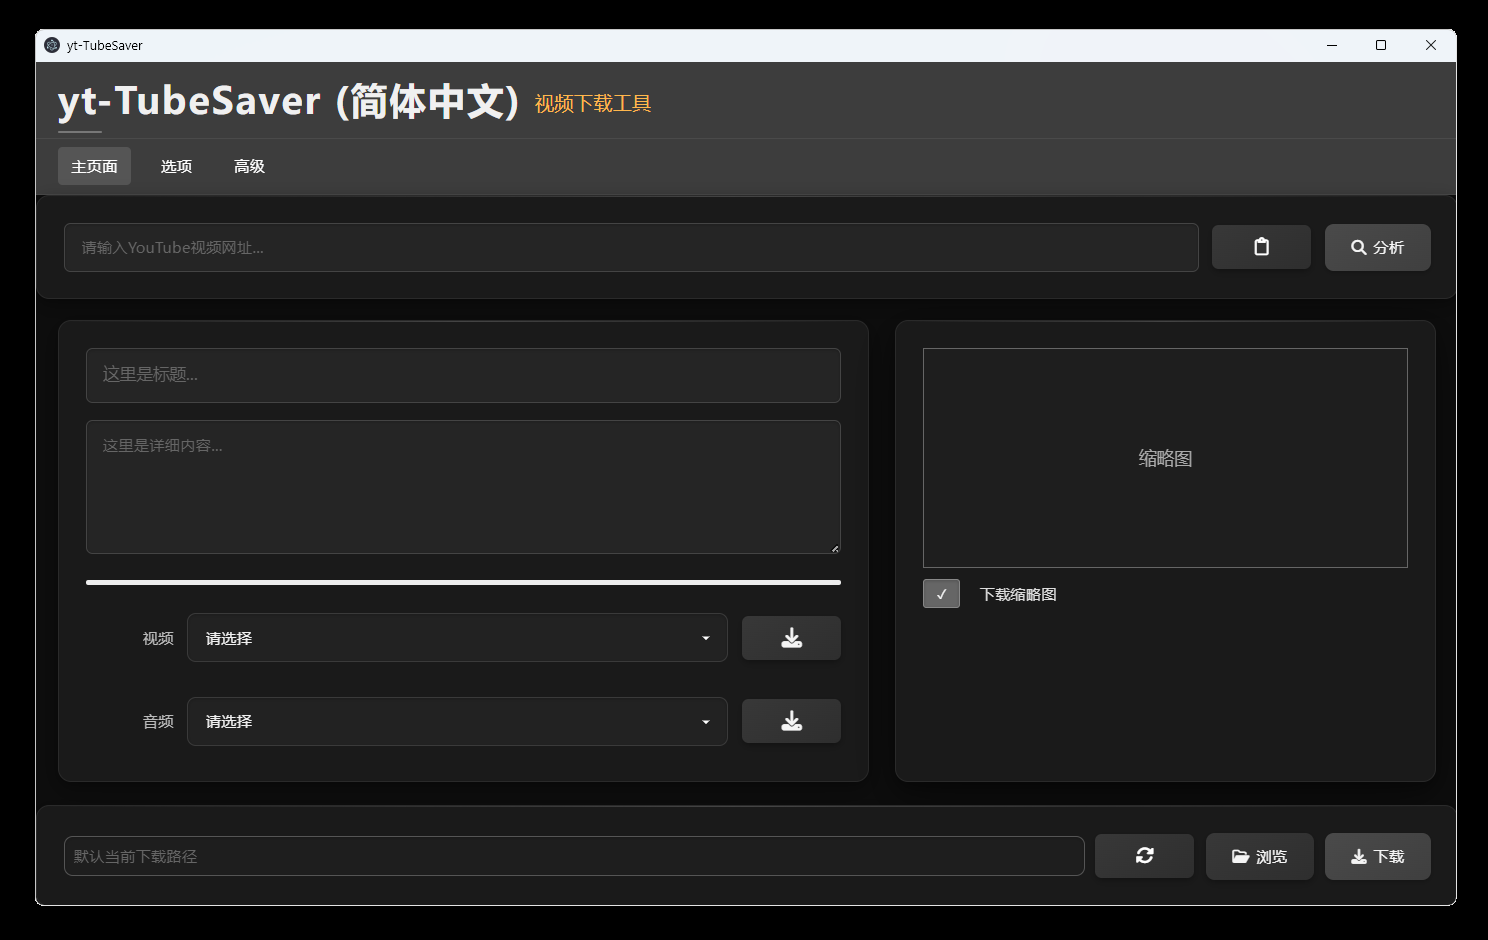 yt-TubeSaver
yt-TubeSaver (简体中文) 视频下载工具
主页面 选项 高级
请输入YouTube视频网址... 分析
这里是标题...
这里是详细内容...
缩略图
✓ 下载缩略图
视频 请选择
音频 请选择
默认当前下载路径 浏览 下载